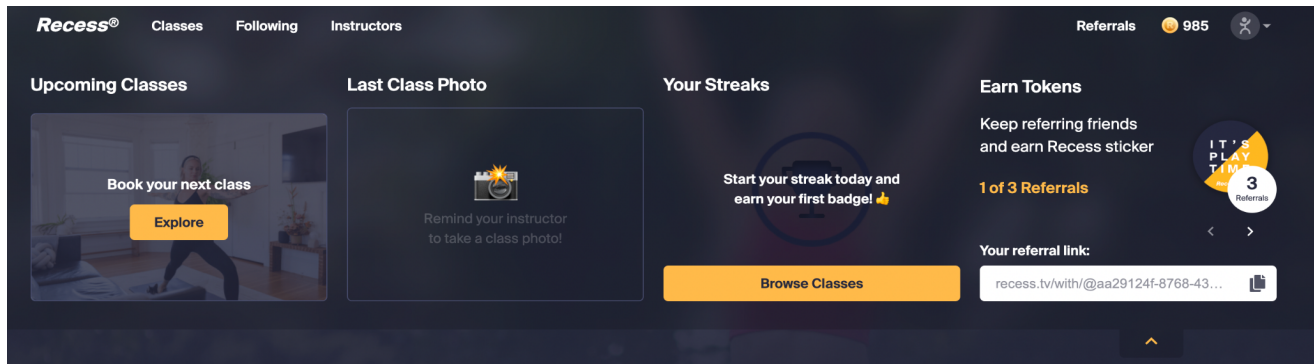 Recess®
Classes
Following
Instructors
Referrals
985
Upcoming Classes
Book your next class
Explore
Last Class Photo
Remind your instructor
to take a class photo!
Your Streaks
Start your streak today and
earn your first badge!👍
Browse Classes
Earn Tokens
Keep referring friends
and earn Recess sticker
1 of 3 Referrals
IT'S
PLAY
TIME
3
Referrals
Your referral link:
recess.tv/with/@aa29124f-8768-43...